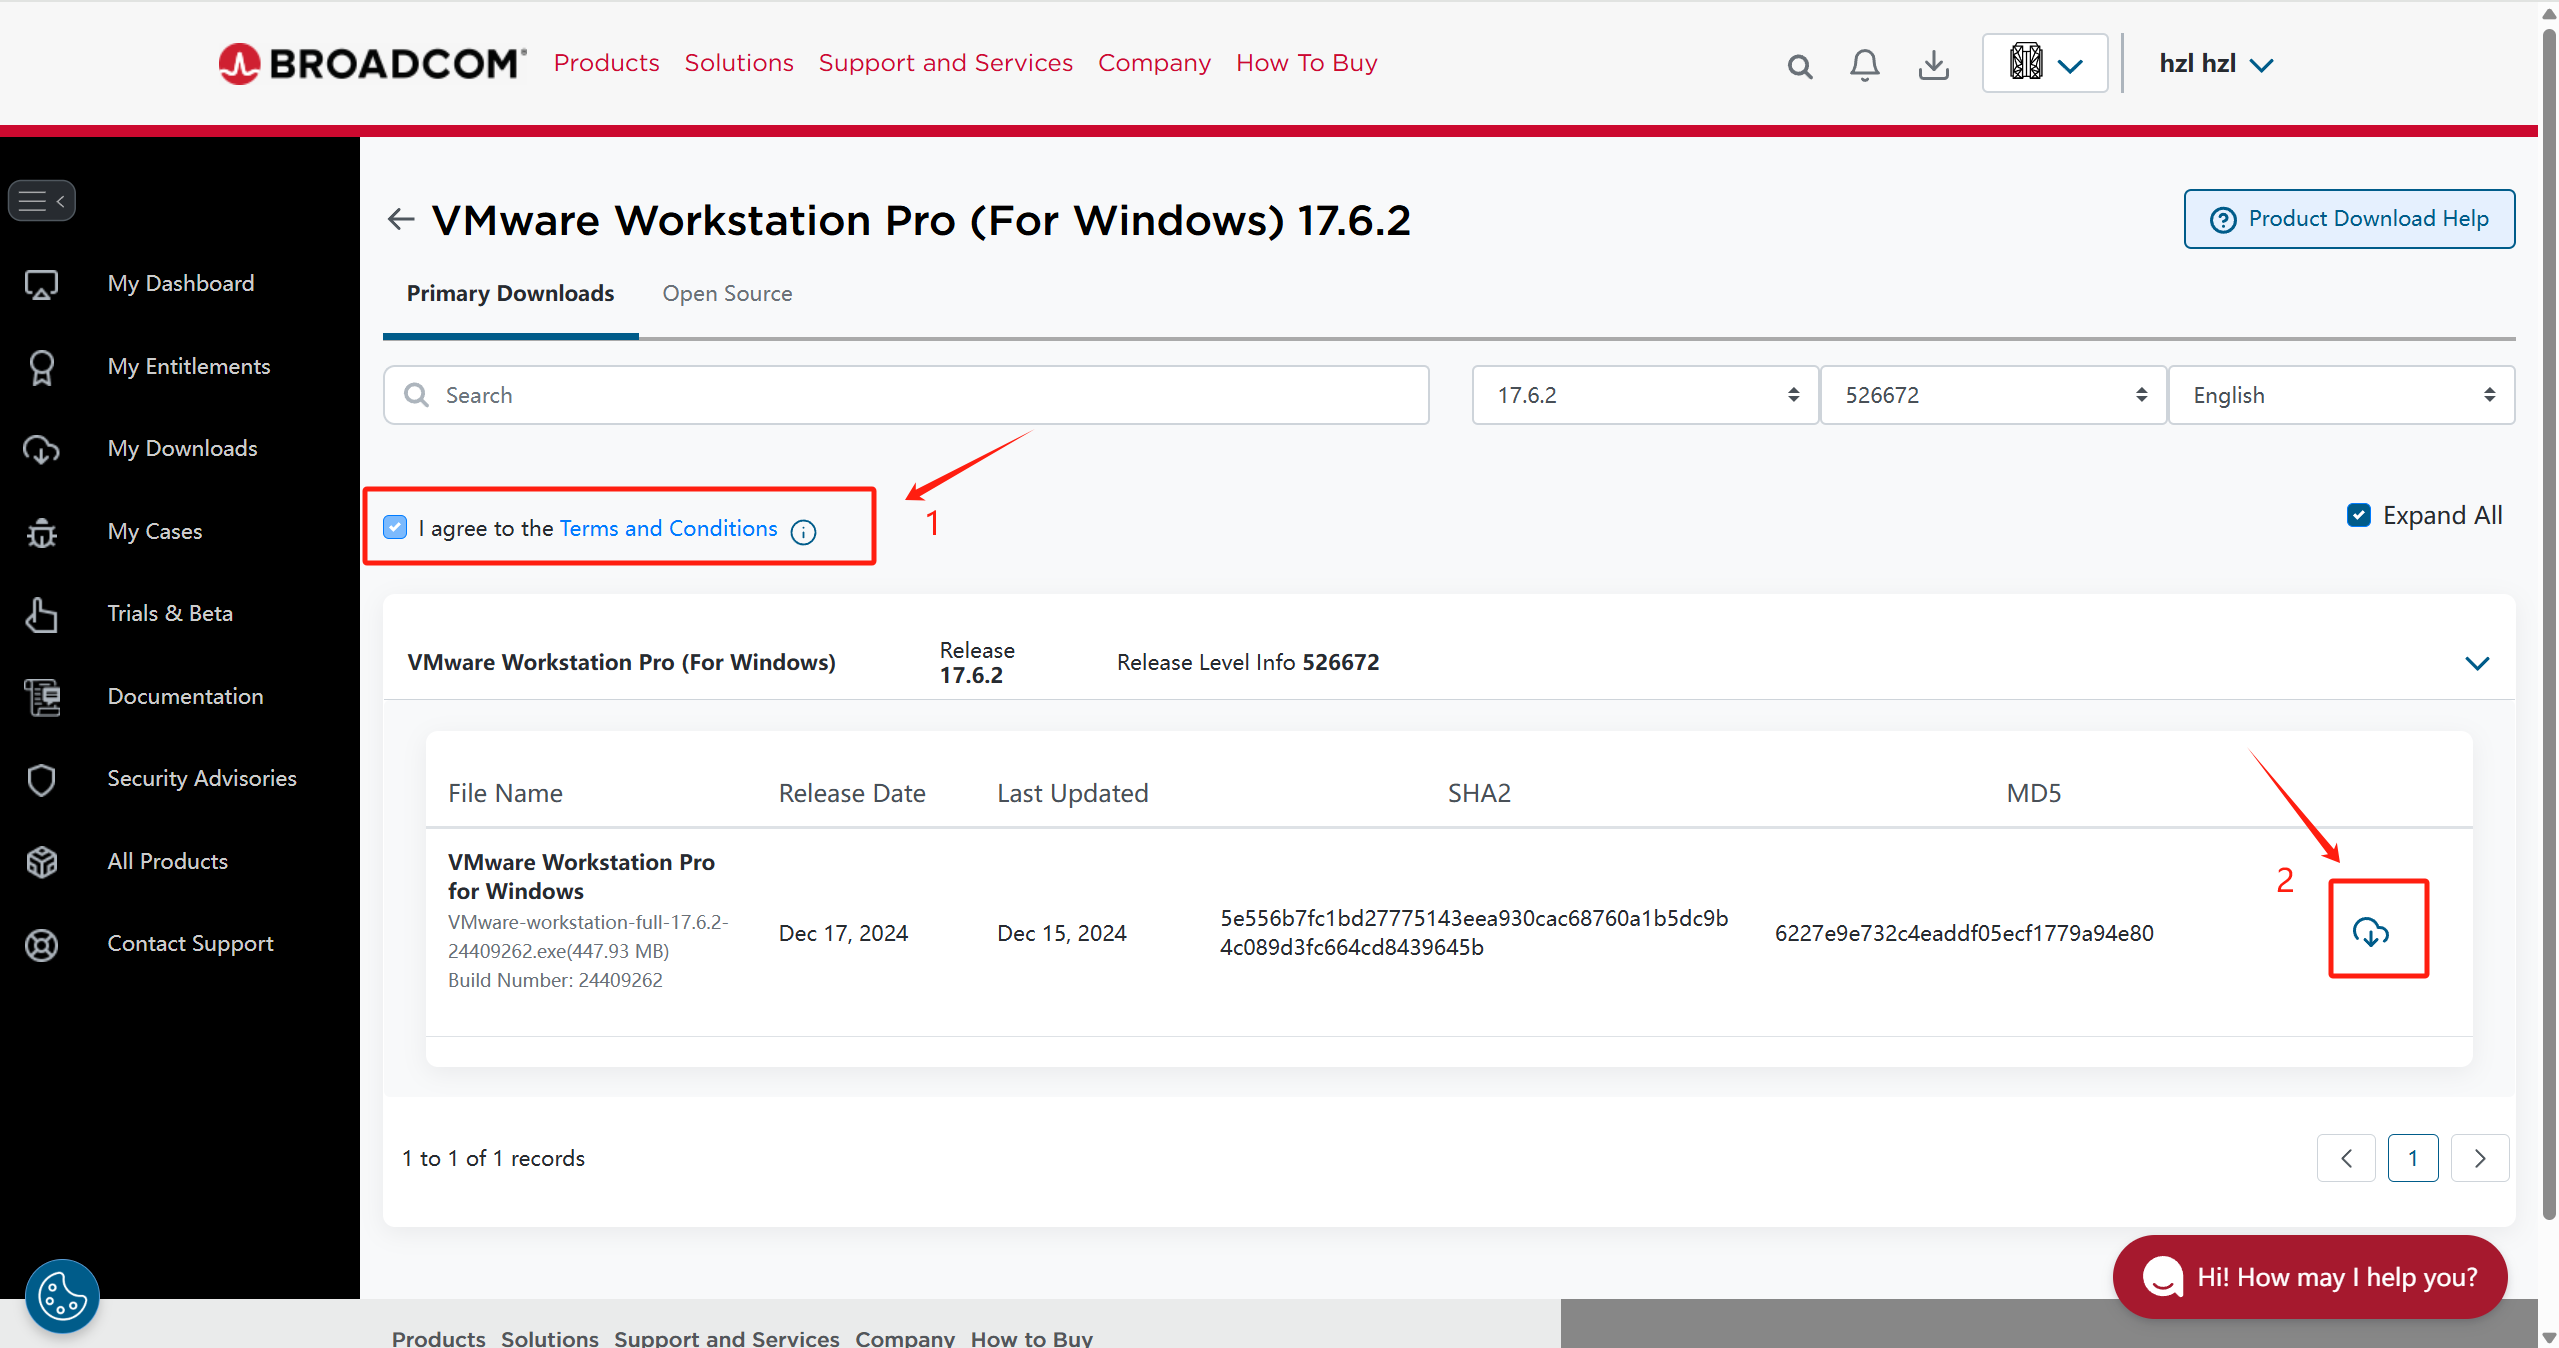 BROADCOM
Products Solutions Support and Services Company How To Buy
hzl hzl
VMware Workstation Pro (For Windows) 17.6.2
Product Download Help
My Dashboard
My Entitlements
My Downloads
My Cases
Trials & Beta
Documentation
Security Advisories
All Products
Contact Support
Primary Downloads Open Source
Search
17.6.2
526672
English
I agree to the Terms and Conditions
1
Expand All
VMware Workstation Pro (For Windows)
Release
17.6.2
Release Level Info 526672
File Name Release Date Last Updated SHA2 MD5
VMware Workstation Pro
for Windows
VMware-workstation-full-17.6.2-
24409262.exe(447.93 MB)
Build Number: 24409262
Dec 17, 2024
Dec 15, 2024
5e556b7fc1bd27775143eea930cac68760a1b5dc9b
4c089d3fc664cd8439645b
6227e9e732c4eaddf05ecf1779a94e80
2
1 to 1 of 1 records
1
Hi! How may I help you?
Products Solutions Support and Services Company How to Buy